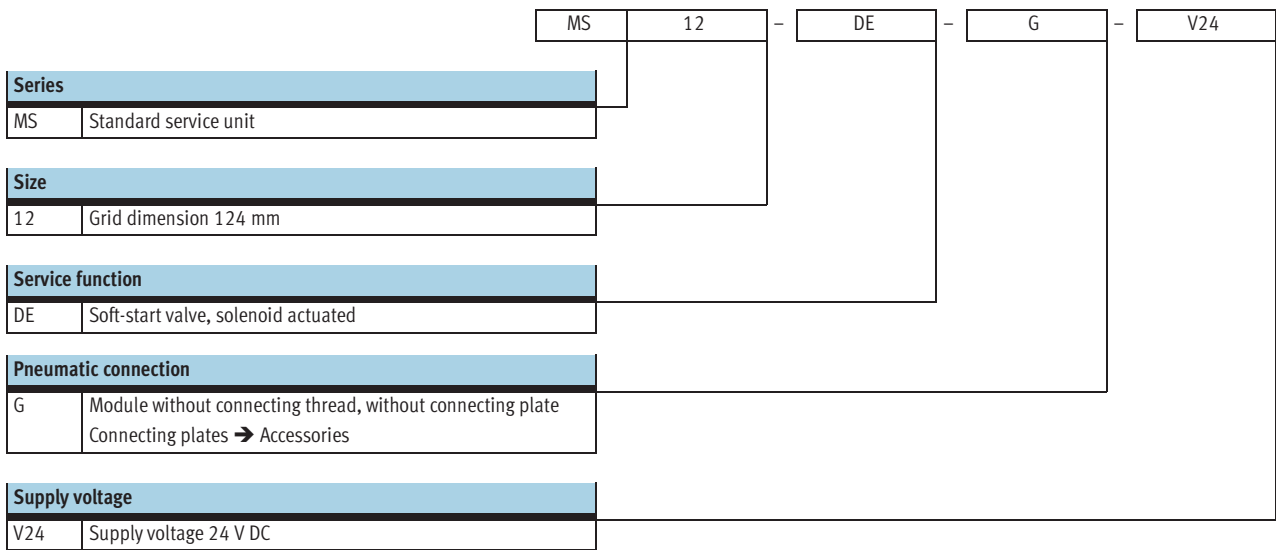 MS 12 – DE – G – V24
Series
MS Standard service unit
Size
12 Grid dimension 124 mm
Service function
DE Soft-start valve, solenoid actuated
Pneumatic connection
G Module without connecting thread, without connecting plate
Connecting plates ➔ Accessories
Supply voltage
V24 Supply voltage 24 V DC